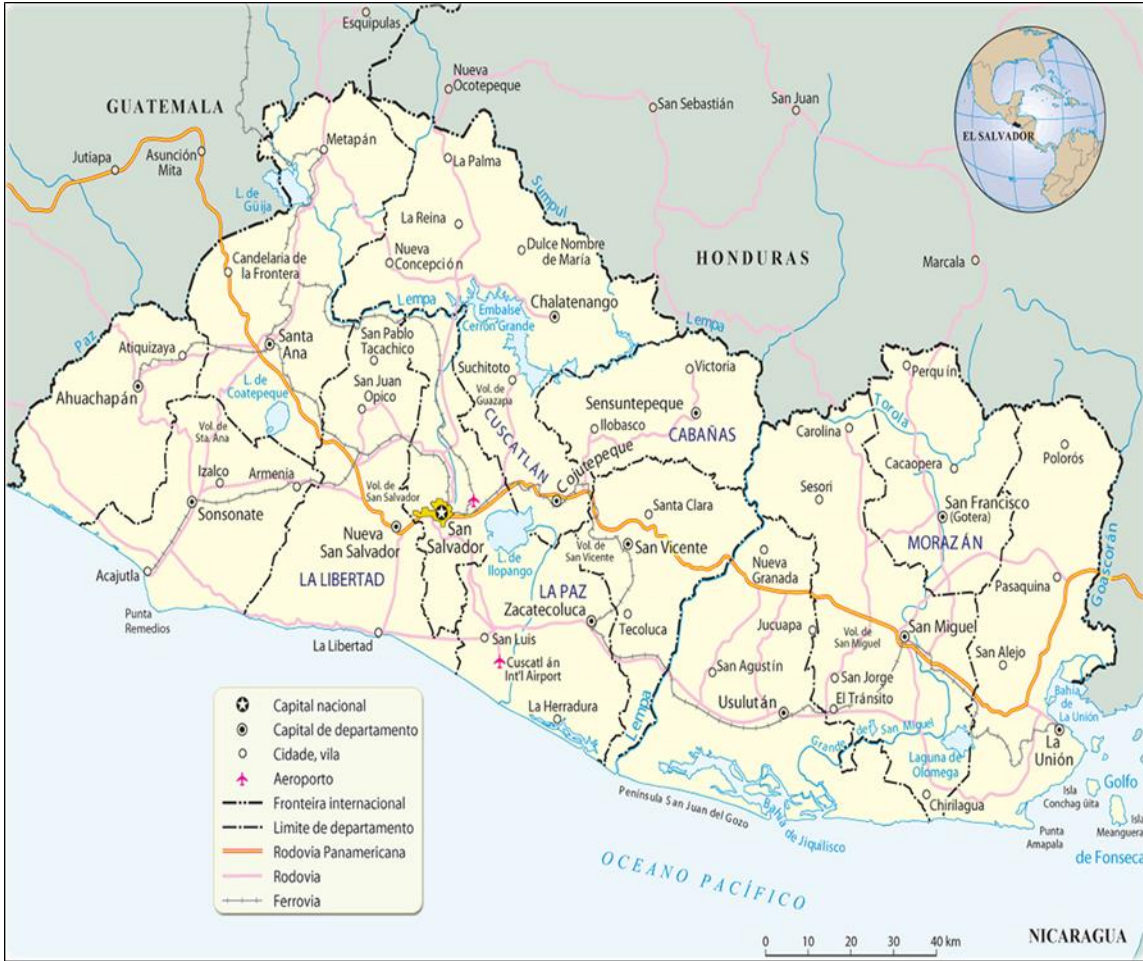 Esquipulas
Nueva
Ocotepeque
GUATEMALA
San Sebastián
San Juan
EL SALVADOR
Jutiapa
Asunción
Mita
Metapán
La Palma
L. de
Güija
Sumpul
La Reina
Nueva
Concepción
Dulce Nombre
de María
HONDURAS
Marcala
Candelaria de
la Frontera
Lempa
Embalse
Cerrón Grande
Chalatenango
Lempa
Paz
Atiquizaya
Santa
Ana
San Pablo
Tacachico
Suchitoto
Vol. de
Guazapa
Victoria
Perquín
Ahuachapán
L. de
Coatepeque
San Juan
Opico
CUSCATLÁN
Sensuntepeque
Ilobasco
CABAÑAS
Torola
Carolina
Vol. de
Sta. Ana
Izalco
Armenia
Cojutepeque
Cacaopera
Polorós
Sesori
Sonsonate
Vol. de
San Salvador
Nueva
San Salvador
San
Salvador
Santa Clara
San Francisco
(Gotera)
MORAZ ÁN
L. de
Ilopango
Vol. de
San Vicente
San Vicente
Nueva
Granada
Goascorán
Acajutla
LA LIBERTAD
LA PAZ
Zacatecoluca
Pasaquina
Punta
Remedios
Tecoluca
Jucuapa
Vol. de
San Miguel
San Miguel
La Libertad
San Luis
Cuscatl án
Int'l Airport
San Agustín
San Jorge
El Tránsito
San Alejo
La Herradura
Lempa
Usulután
Bahía
de
La Unión
Grande de San Miguel
Laguna de
Olomega
La
Unión
Península San Juan del Gozo
Bahía de Jiquilisco
Chirilagua
Isla
Conchag üita
Golfo
Isla
Meanguera
Punta
Amapala
de Fonseca
OCEANO PACÍFICO
NICARAGUA
Capital nacional
Capital de departamento
Cidade, vila
Aeroporto
Fronteira internacional
Limite de departamento
Rodovia Panamericana
Rodovia
Ferrovia
0 10 20 30 40 km